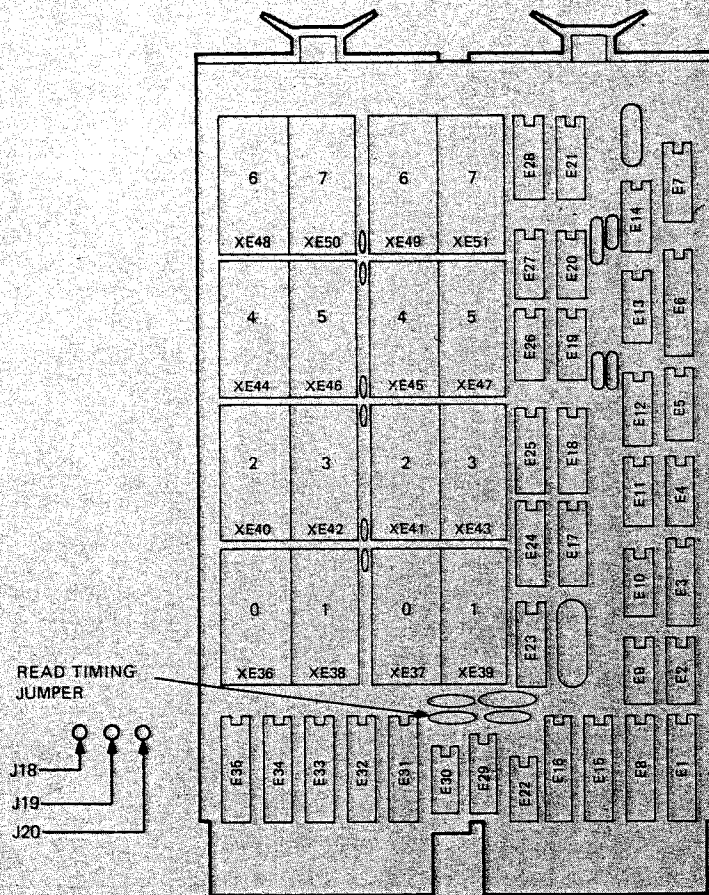 6 7 6 7
XE48 XE50 XE49 XE51
E28 E21
E7
E14
4 5 4 5
XE44 XE46 XE45 XE47
E27 E20
E13 E6
E26 E19
2 3 2 3
XE40 XE42 XE41 XE43
E12 E5
E25 E18
E11 E4
E24 E17
0 1 0 1
XE36 XE38 XE37 XE39
E10 E3
E23
E9 E2
READ TIMING
JUMPER
E35 E34 E33 E32 E31 E30 E29 E22 E16 E15 E8 E1
J18
J19
J20